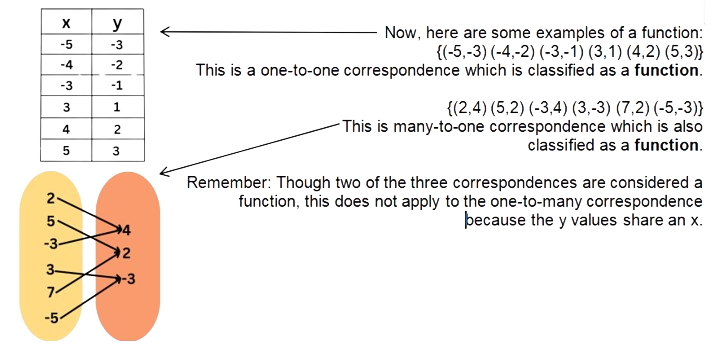 x y
-5 -3
-4 -2
-3 -1
3 1
4 2
5 3
Now, here are some examples of a function:
{(-5,-3) (-4,-2) (-3,-1) (3,1) (4,2) (5,3)}
This is a one-to-one correspondence which is classified as a function.
{(2,4) (5,2) (-3,4) (3,-3) (7,2) (-5,-3)}
This is many-to-one correspondence which is also
classified as a function.
Remember: Though two of the three correspondences are considered a
function, this does not apply to the one-to-many correspondence
because the y values share an x.
2
5
-3
3
7
-5
4
2
-3